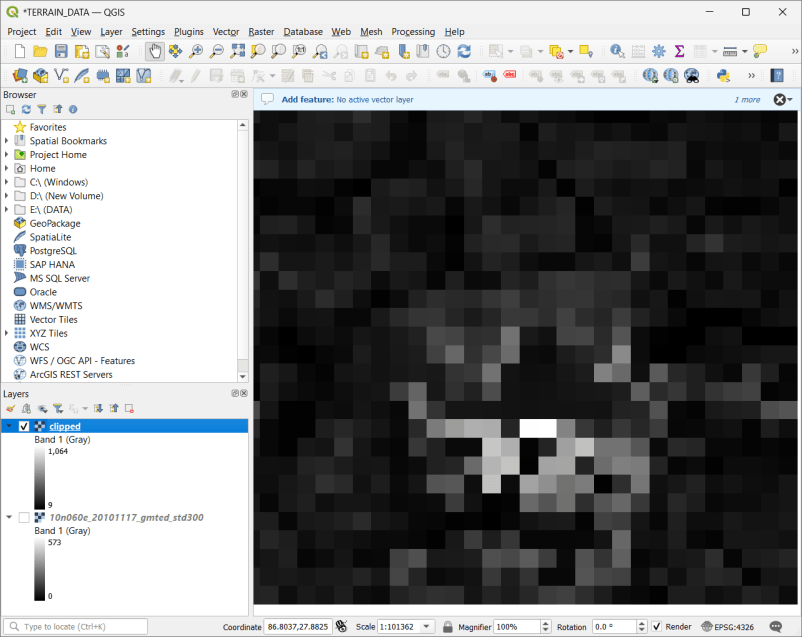 *TERRAIN_DATA — QGIS
Project Edit View Layer Settings Plugins Vector Raster Database Web Mesh Processing Help
Browser
Add feature: No active vector layer 1 more
Favorites
Spatial Bookmarks
Project Home
Home
C:\ (Windows)
D:\ (New Volume)
E:\ (DATA)
GeoPackage
SpatiaLite
PostgreSQL
SAP HANA
MS SQL Server
Oracle
WMS/WMTS
Vector Tiles
XYZ Tiles
WCS
WFS / OGC API - Features
ArcGIS REST Servers
Layers
clipped
Band 1 (Gray)
1,064
9
10n060e_20101117_gmted_std300
Band 1 (Gray)
573
0
Type to locate (Ctrl+K) Coordinate 86.8037,27.8825 Scale 1:101362 Magnifier 100% Rotation 0.0 ° Render EPSG:4326